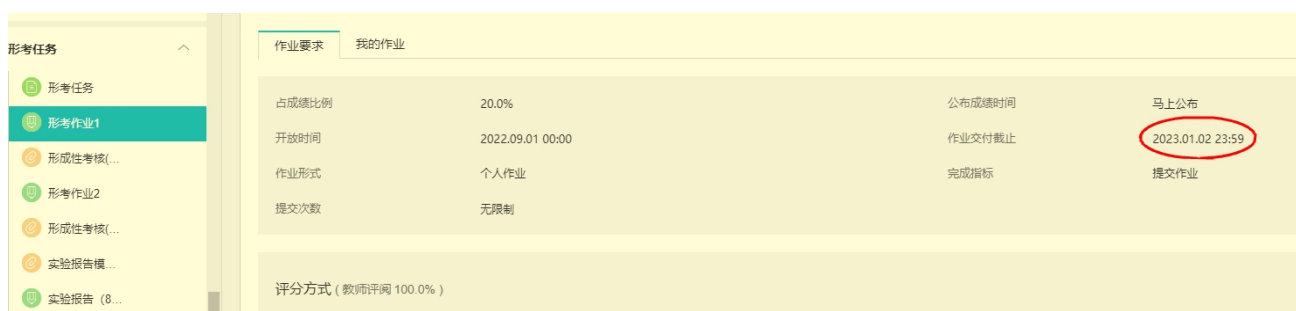 形考任务
形考任务
形考作业1
形成性考核(...
形考作业2
形成性考核(...
实验报告模...
实验报告（8...
作业要求 我的作业
占成绩比例 20.0% 公布成绩时间 马上公布
开放时间 2022.09.01 00:00 作业交付截止 2023.01.02 23:59
作业形式 个人作业 完成指标 提交作业
提交次数 无限制
评分方式 ( 教师评阅 100.0% )